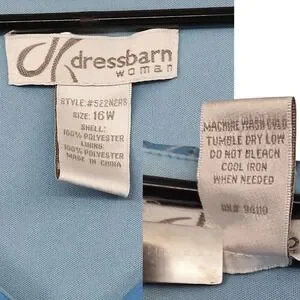 dressbarn
woman
STYLE:#522N2R8
SIZE: 16W
SHELL:
100% POLYESTER
LINING:
100% POLYESTER
MADE IN CHINA
MACHINE WASH COLD
TUMBLE DRY LOW
DO NOT BLEACH
COOL IRON
WHEN NEEDED